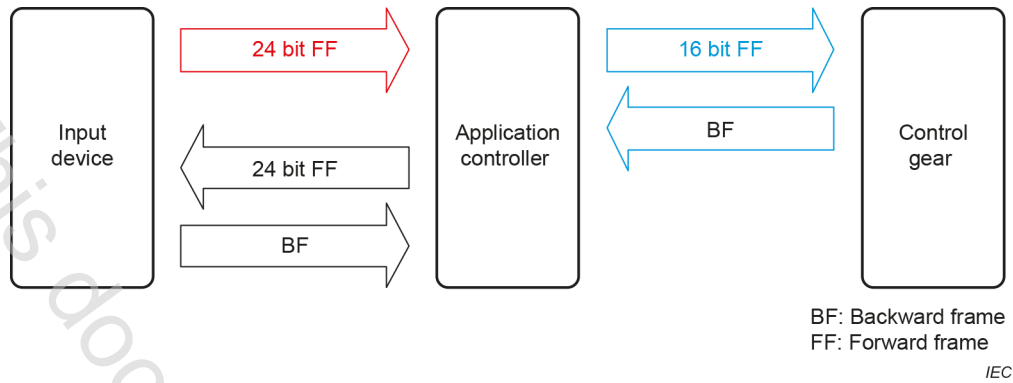 24 bit FF
16 bit FF
BF
Input
device
Application
controller
Control
gear
24 bit FF
BF
BF: Backward frame
FF: Forward frame
IEC